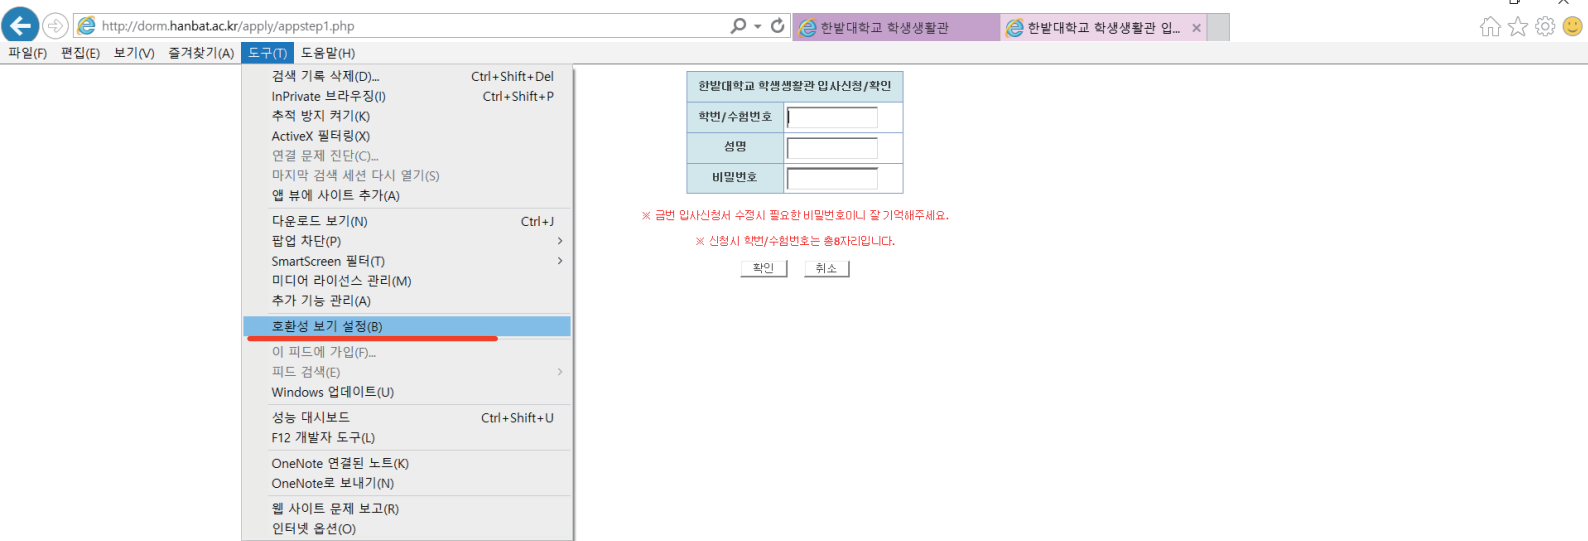 http://dorm.hanbat.ac.kr/apply/appstep1.php
한밭대학교 학생생활관
한밭대학교 학생생활관 입...
파일(F) 편집(E) 보기(V) 즐겨찾기(A) 도구(T) 도움말(H)
검색 기록 삭제(D)... Ctrl+Shift+Del
InPrivate 브라우징(I) Ctrl+Shift+P
추적 방지 켜기(K)
ActiveX 필터링(X)
연결 문제 진단(C)...
마지막 검색 세션 다시 열기(S)
앱 뷰에 사이트 추가(A)
다운로드 보기(N) Ctrl+J
팝업 차단(P)
SmartScreen 필터(T)
미디어 라이선스 관리(M)
추가 기능 관리(A)
호환성 보기 설정(B)
이 피드에 가입(F)...
피드 검색(E)
Windows 업데이트(U)
성능 대시보드 Ctrl+Shift+U
F12 개발자 도구(L)
OneNote 연결된 노트(K)
OneNote로 보내기(N)
웹 사이트 문제 보고(R)
인터넷 옵션(O)
한밭대학교 학생생활관 입사신청/확인
학번/수험번호
성명
비밀번호
※ 금번 입사신청서 수정시 필요한 비밀번호이니 잘 기억해주세요.
※ 신청시 학번/수험번호는 총8자리입니다.
확인 취소